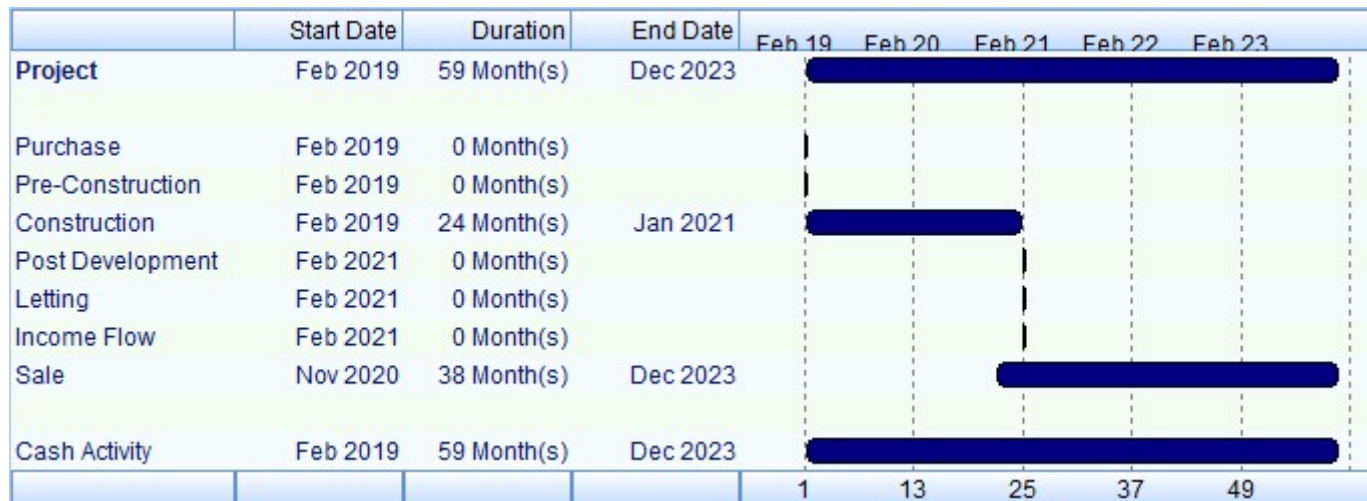 Start Date Duration End Date Feb 19 Feb 20 Feb 21 Feb 22 Feb 23
Project Feb 2019 59 Month(s) Dec 2023
Purchase Feb 2019 0 Month(s)
Pre-Construction Feb 2019 0 Month(s)
Construction Feb 2019 24 Month(s) Jan 2021
Post Development Feb 2021 0 Month(s)
Letting Feb 2021 0 Month(s)
Income Flow Feb 2021 0 Month(s)
Sale Nov 2020 38 Month(s) Dec 2023
Cash Activity Feb 2019 59 Month(s) Dec 2023
1 13 25 37 49